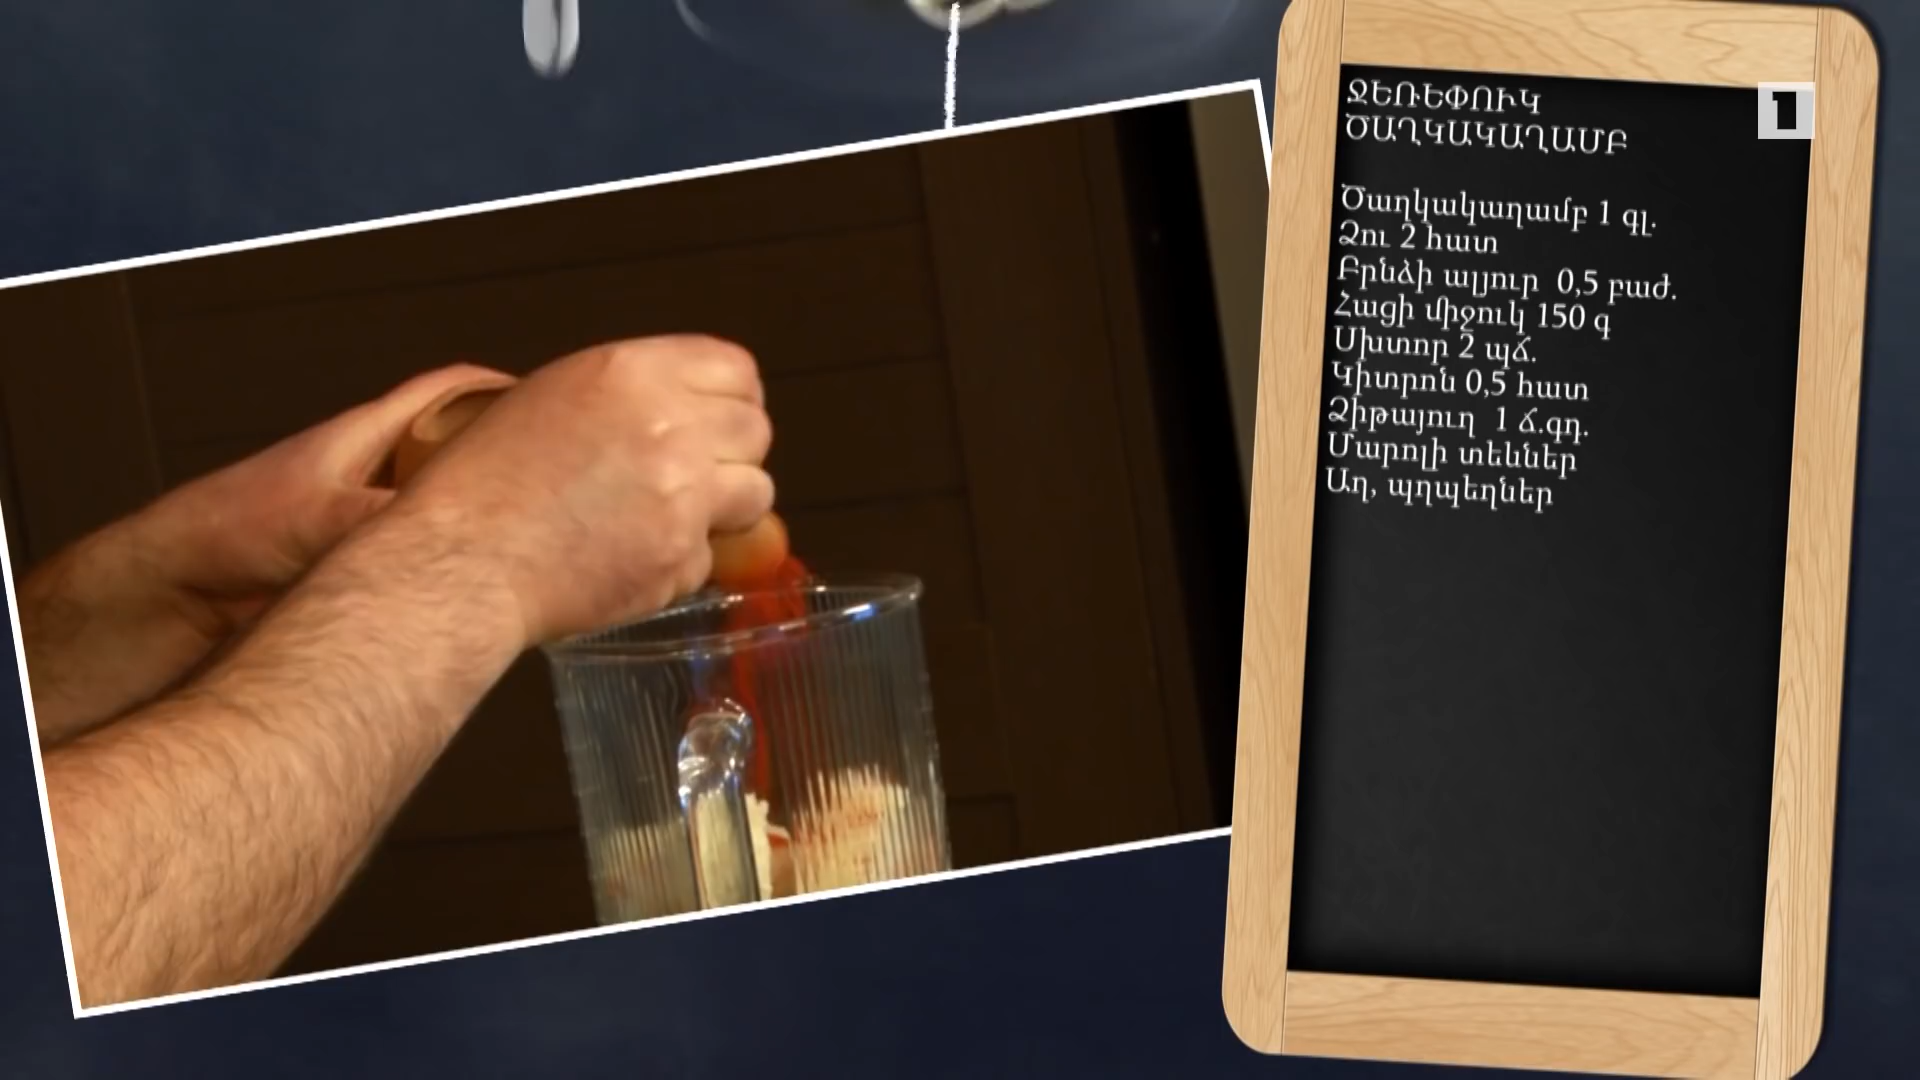 ՋԵՌԵՓՈՒԿ
ԾԱՂԿԱԿԱՂԱՄԲ
Ծաղկակաղամբ 1 գլ.
Ձու 2 հատ
Բրնձի ալյուր 0,5 բաժ.
Հացի միջուկ 150 գ
Սխտոր 2 պճ.
Կիտրոն 0,5 հատ
Ձիթայուղ 1 ճ.գդ.
Մարոլի տեևներ
Աղ, պղպեղներ
1